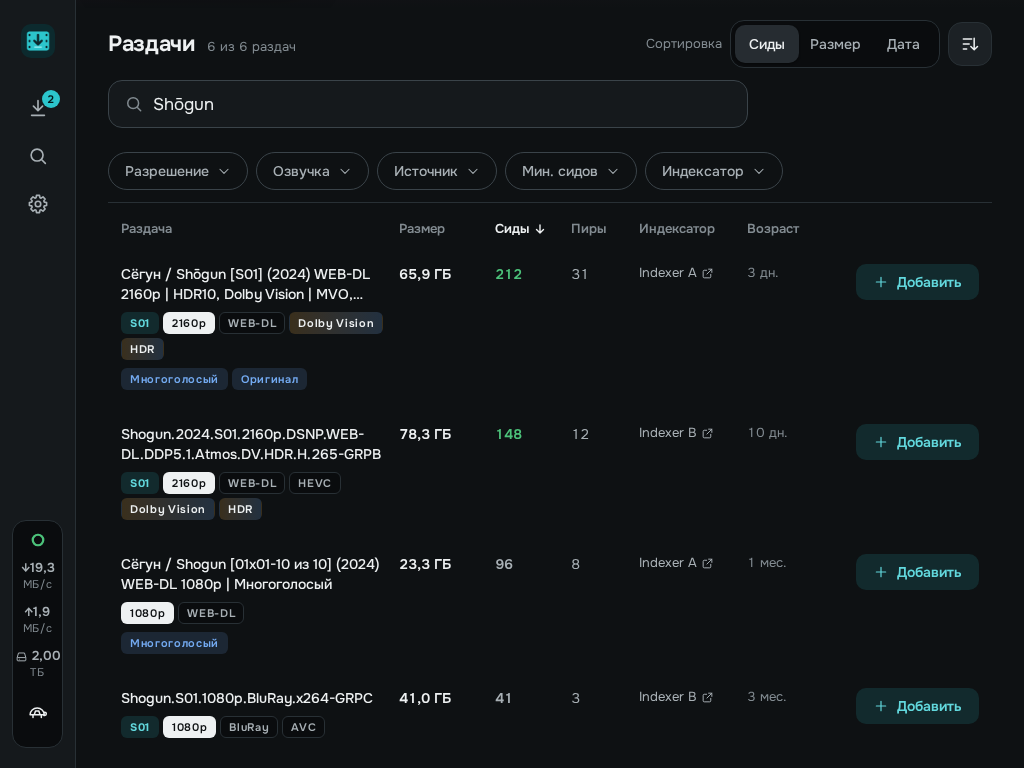 Раздачи 6 из 6 раздач
Сортировка Сиды Размер Дата
2
Shōgun
Разрешение Озвучка Источник Мин. сидов Индексатор
Раздача Размер Сиды ↓ Пиры Индексатор Возраст
Сёгун / Shōgun [S01] (2024) WEB-DL 65,9 ГБ 212 31 Indexer A 3 дн. + Добавить
2160p | HDR10, Dolby Vision | MVO,...
S01 2160p WEB-DL Dolby Vision
HDR
Многоголосый Оригинал
Shogun.2024.S01.2160p.DSNP.WEB- 78,3 ГБ 148 12 Indexer B 10 дн. + Добавить
DL.DDP5.1.Atmos.DV.HDR.H.265-GRPB
S01 2160p WEB-DL HEVC
Dolby Vision HDR
Сёгун / Shogun [01x01-10 из 10] (2024) 23,3 ГБ 96 8 Indexer A 1 мес. + Добавить
WEB-DL 1080p | Многоголосый
1080p WEB-DL
Многоголосый
Shogun.S01.1080p.BluRay.x264-GRPC 41,0 ГБ 41 3 Indexer B 3 мес. + Добавить
S01 1080p BluRay AVC
↓19,3
МБ/с
↑1,9
МБ/с
2,00
ТБ